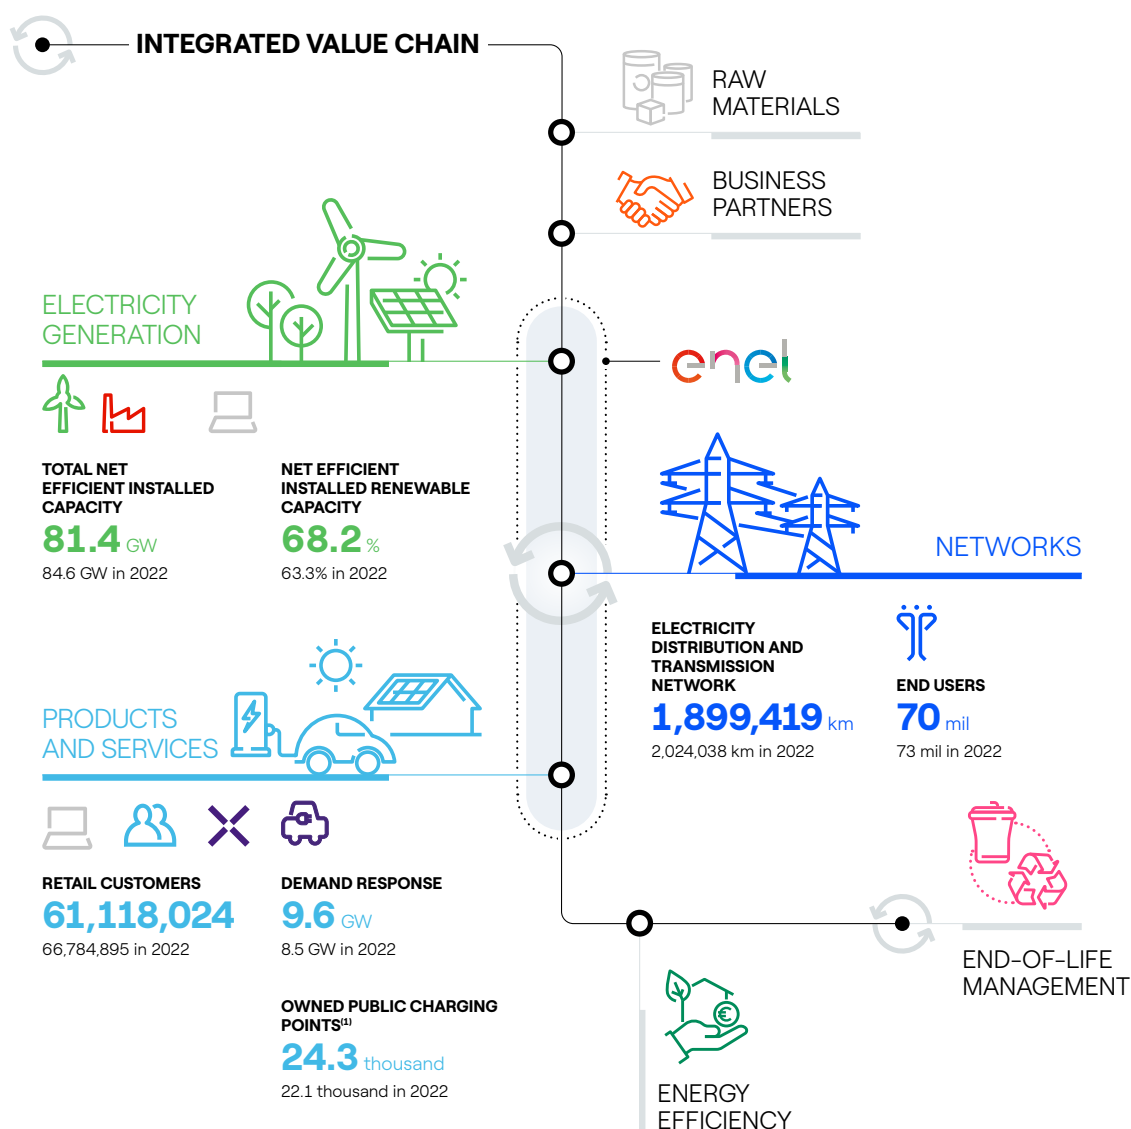 INTEGRATED VALUE CHAIN
RAW
MATERIALS
BUSINESS
PARTNERS
ELECTRICITY
GENERATION
enel
TOTAL NET
EFFICIENT INSTALLED
CAPACITY
81.4 GW
84.6 GW in 2022
NET EFFICIENT
INSTALLED RENEWABLE
CAPACITY
68.2 %
63.3% in 2022
NETWORKS
ELECTRICITY
DISTRIBUTION AND
TRANSMISSION
NETWORK
1,899,419 km
2,024,038 km in 2022
END USERS
70 mil
73 mil in 2022
PRODUCTS
AND SERVICES
RETAIL CUSTOMERS
61,118,024
66,784,895 in 2022
DEMAND RESPONSE
9.6 GW
8.5 GW in 2022
OWNED PUBLIC CHARGING
POINTS(1)
24.3 thousand
22.1 thousand in 2022
END-OF-LIFE
MANAGEMENT
€
ENERGY
EFFICIENCY